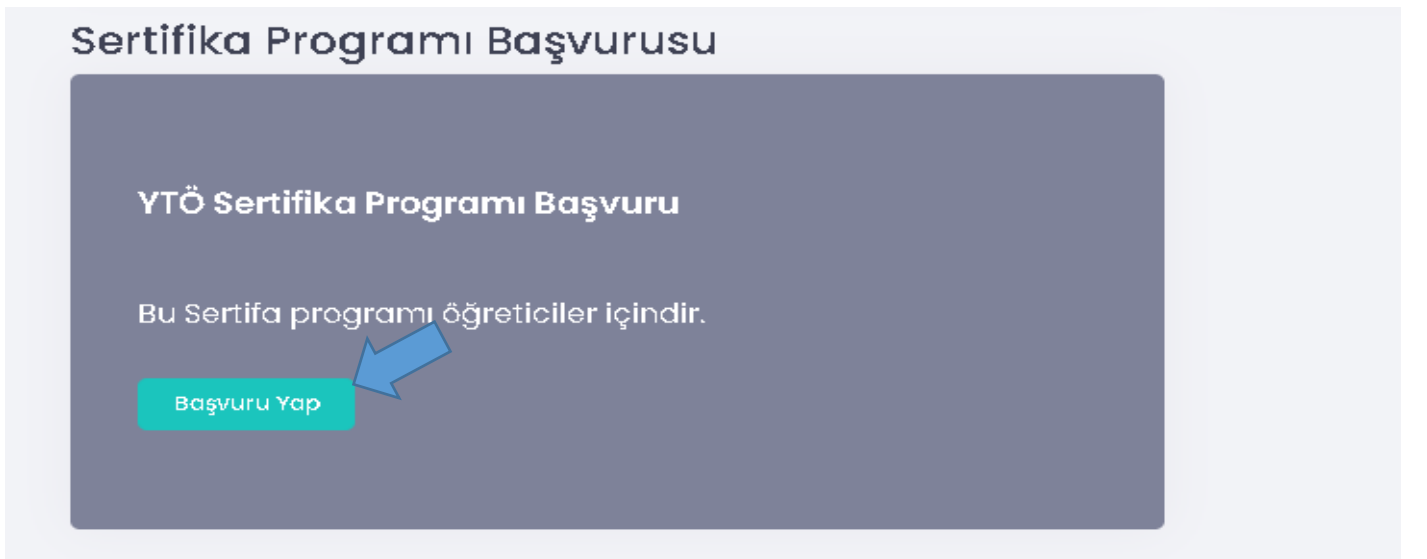 Sertifika Programı Başvurusu
YTÖ Sertifika Programı Başvuru
Bu Sertifa programı öğreticiler içindir.
Başvuru Yap